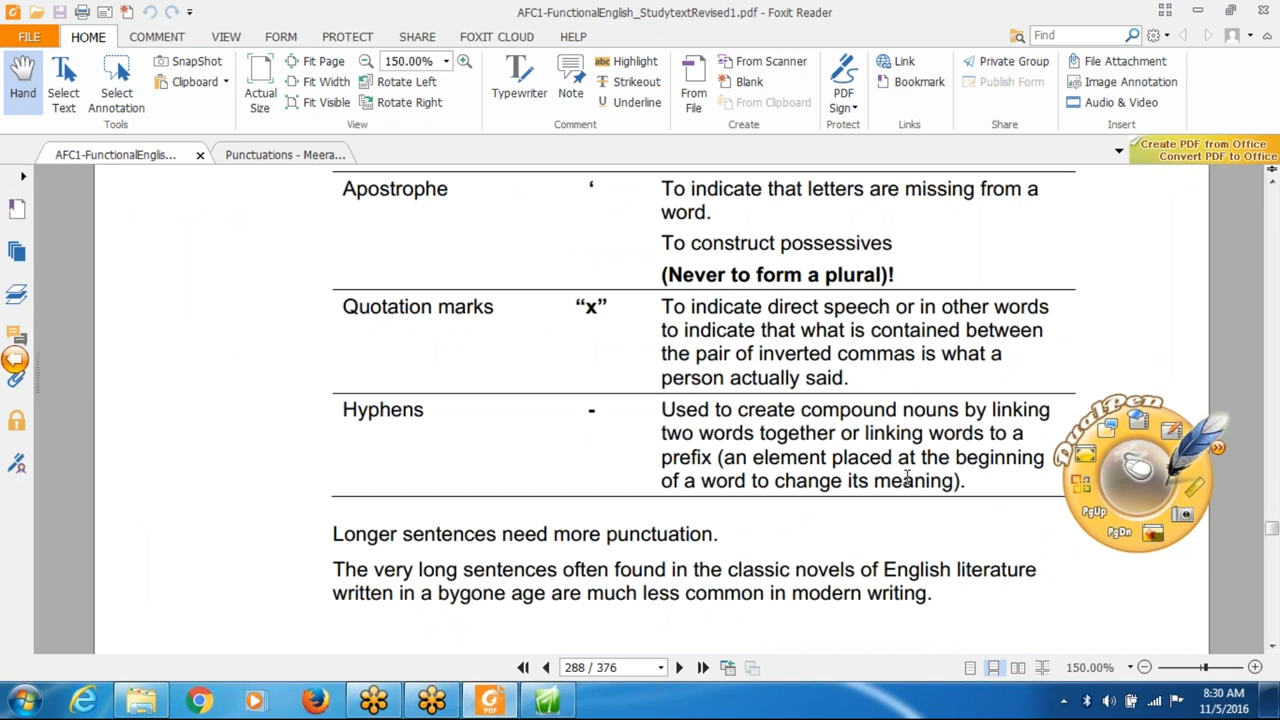 AFC1-FunctionalEnglish_StudytextRevised1.pdf - Foxit Reader
FILE HOME COMMENT VIEW FORM PROTECT SHARE FOXIT CLOUD HELP Find
Hand
Select Text
Select Annotation
SnapShot
Clipboard
Tools
Actual Size
Fit Page
Fit Width
Fit Visible
150.00%
Rotate Left
Rotate Right
View
Typewriter
Note
abc Highlight
Strikeout
U Underline
Comment
From File
From Scanner
Blank
From Clipboard
Create
PDF Sign
Protect
Link
Bookmark
Links
Private Group
Publish Form
Share
File Attachment
Image Annotation
Audio & Video
Insert
AFC1-FunctionalEnglis... Punctuations - Meera...
Create PDF from Office
Convert PDF to Office
Apostrophe ‘ To indicate that letters are missing from a
word.
To construct possessives
(Never to form a plural)!
Quotation marks “x” To indicate direct speech or in other words
to indicate that what is contained between
the pair of inverted commas is what a
person actually said.
Hyphens - Used to create compound nouns by linking
two words together or linking words to a
prefix (an element placed at the beginning
of a word to change its meaning).
Longer sentences need more punctuation.
The very long sentences often found in the classic novels of English literature
written in a bygone age are much less common in modern writing.
DualPen
PgUp
PgDn
288 / 376
150.00%
PDF
8:30 AM
11/5/2016